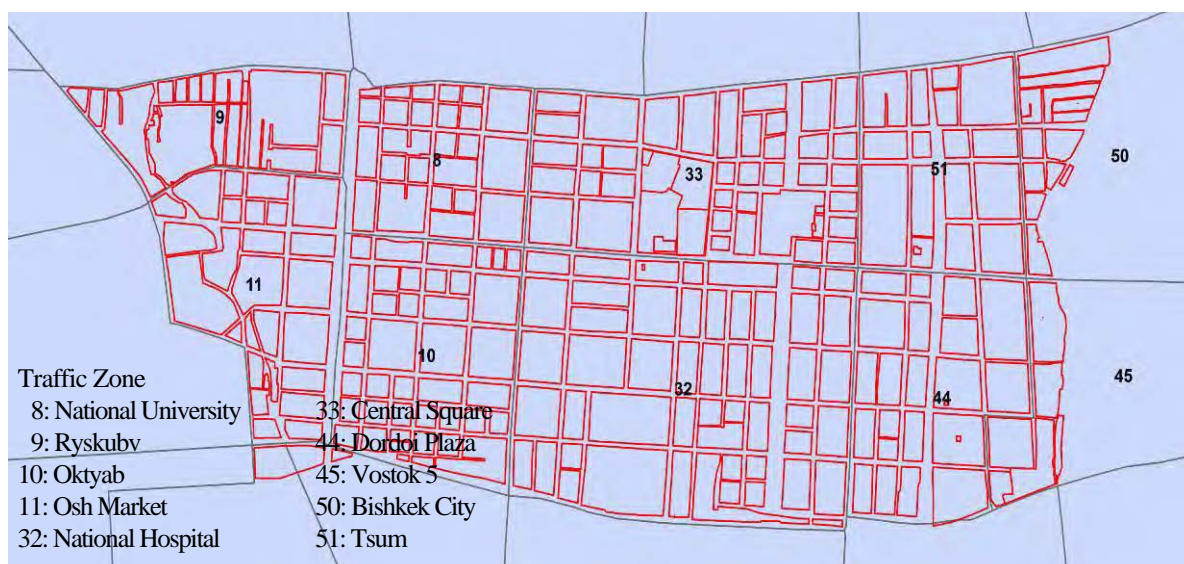 9
8
33
51
50
11
10
32
44
45
Traffic Zone
8: National University
9: Ryskubv
10: Oktyab
11: Osh Market
32: National Hospital
33: Central Square
44: Dordoi Plaza
45: Vostok 5
50: Bishkek City
51: Tsum